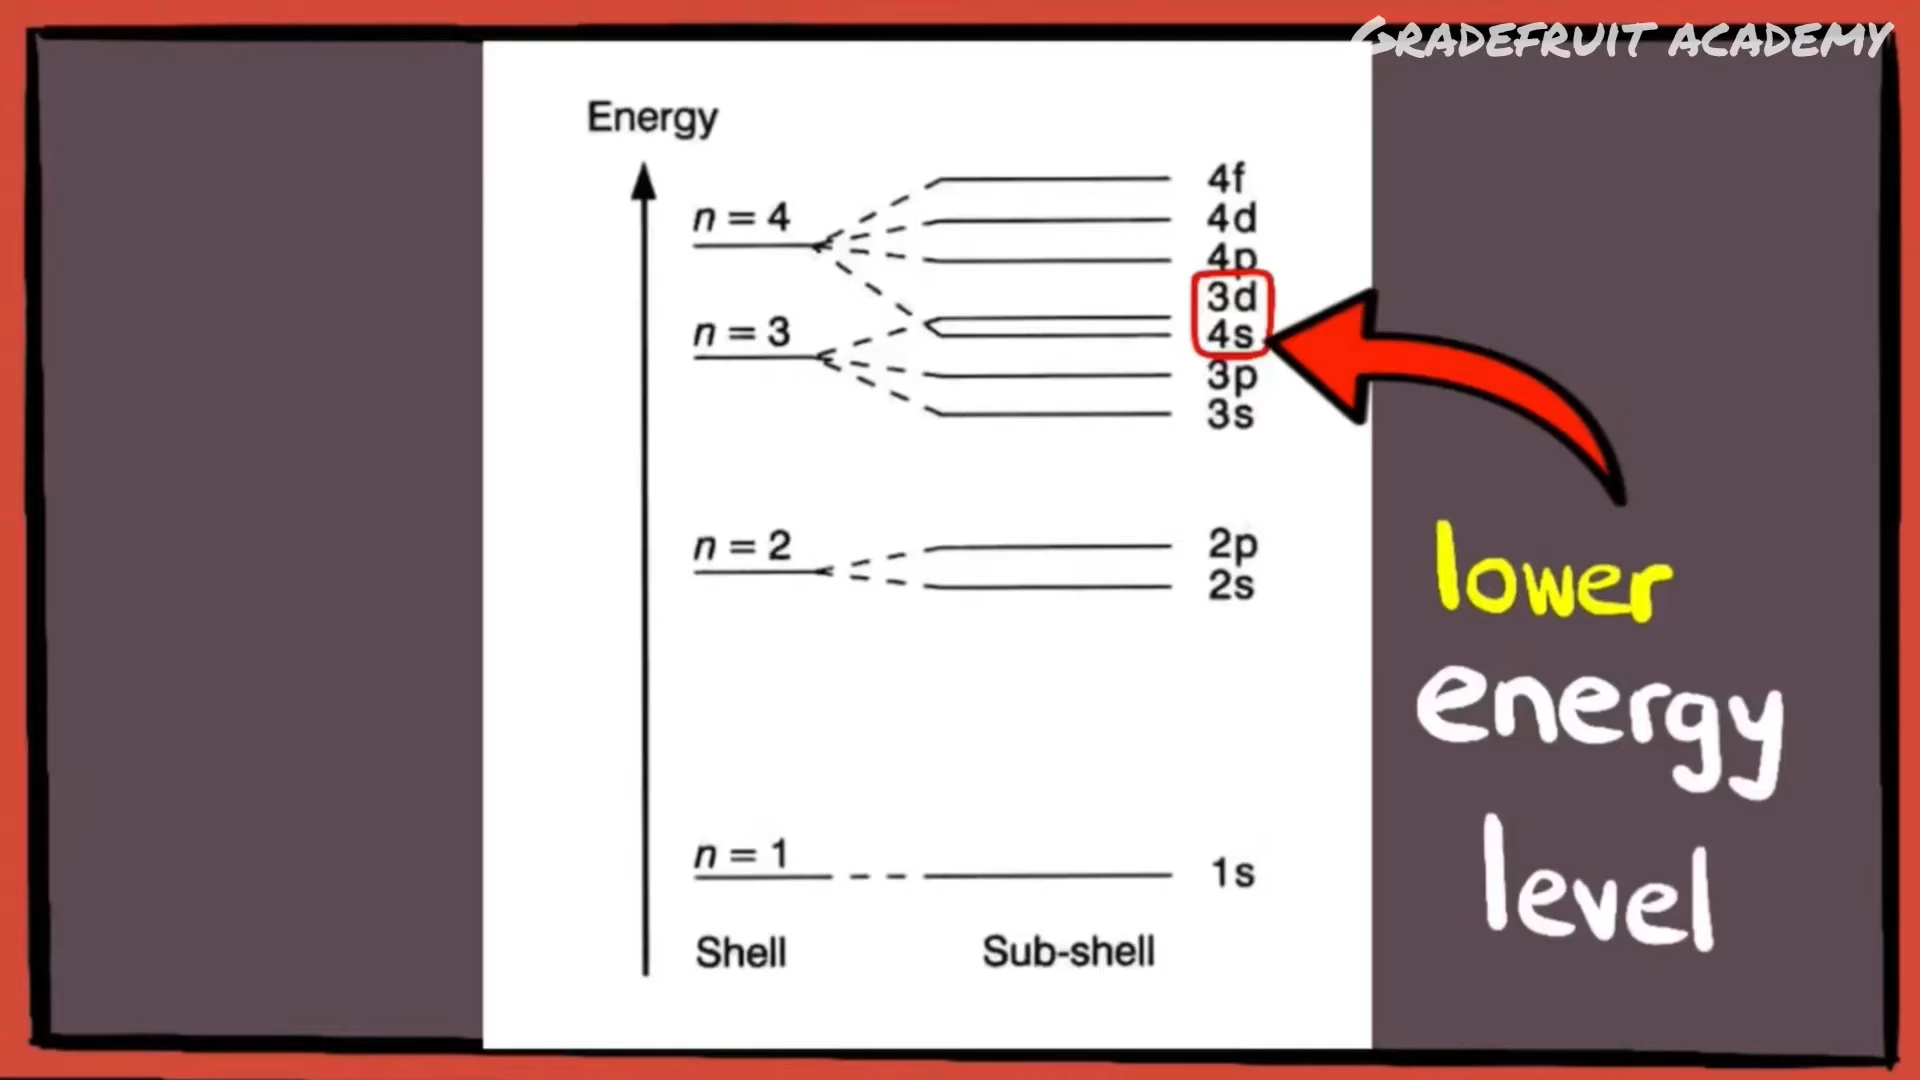 GRADEFRUIT ACADEMY
Energy
4f
n = 4
4d
4p
3d
n = 3
4s
3p
3s
n = 2
2p
2s
lower
energy
level
n = 1
1s
Shell
Sub-shell